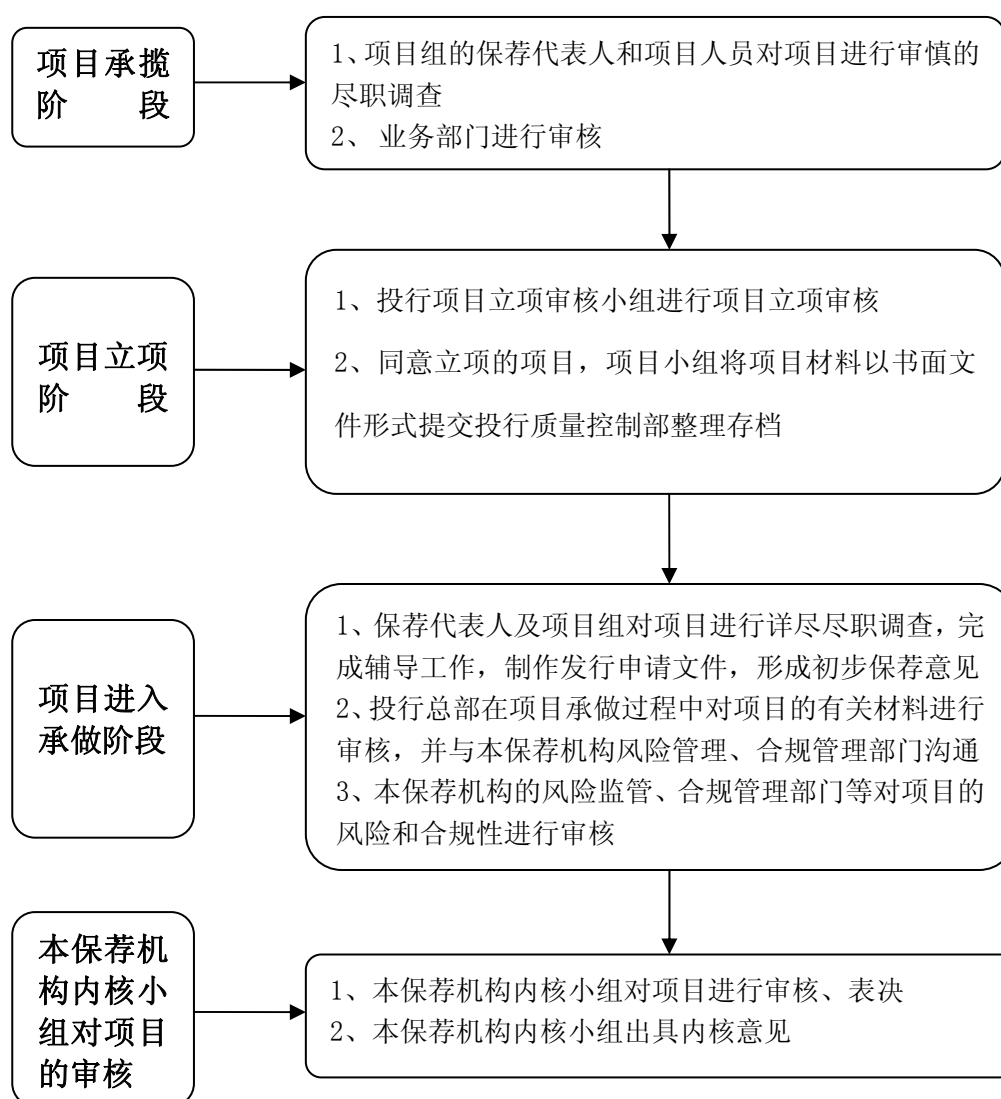 项目承揽
阶 段
1、项目组的保荐代表人和项目人员对项目进行审慎的
尽职调查
2、 业务部门进行审核
项目立项
阶 段
1、投行项目立项审核小组进行项目立项审核
2、同意立项的项目，项目小组将项目材料以书面文
件形式提交投行质量控制部整理存档
项目进入
承做阶段
1、保荐代表人及项目组对项目进行详尽尽职调查，完
成辅导工作，制作发行申请文件，形成初步保荐意见
2、投行总部在项目承做过程中对项目的有关材料进行
审核，并与本保荐机构风险管理、合规管理部门沟通
3、本保荐机构的风险监管、合规管理部门等对项目的
风险和合规性进行审核
本保荐机
构内核小
组对项目
的审核
1、本保荐机构内核小组对项目进行审核、表决
2、本保荐机构内核小组出具内核意见